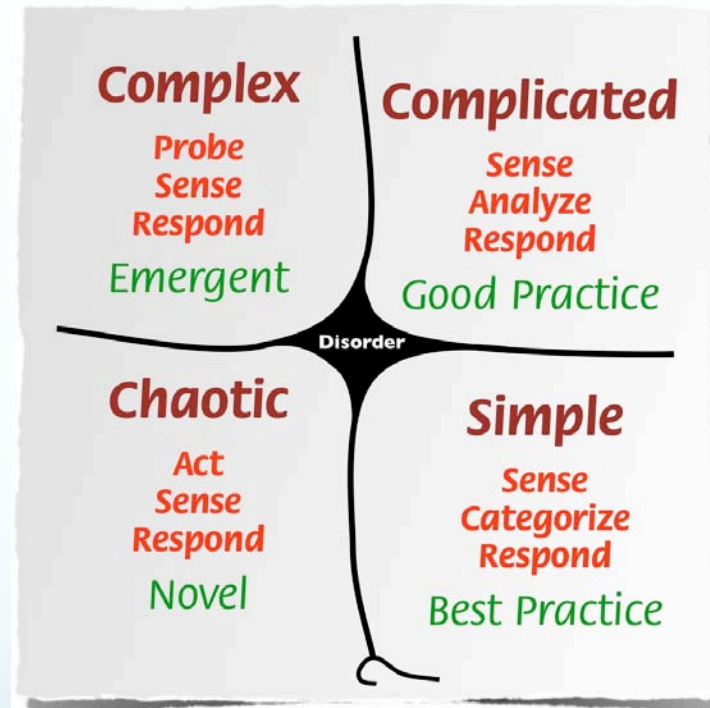 Complex
Probe
Sense
Respond
Emergent
Complicated
Sense
Analyze
Respond
Good Practice
Disorder
Chaotic
Act
Sense
Respond
Novel
Simple
Sense
Categorize
Respond
Best Practice